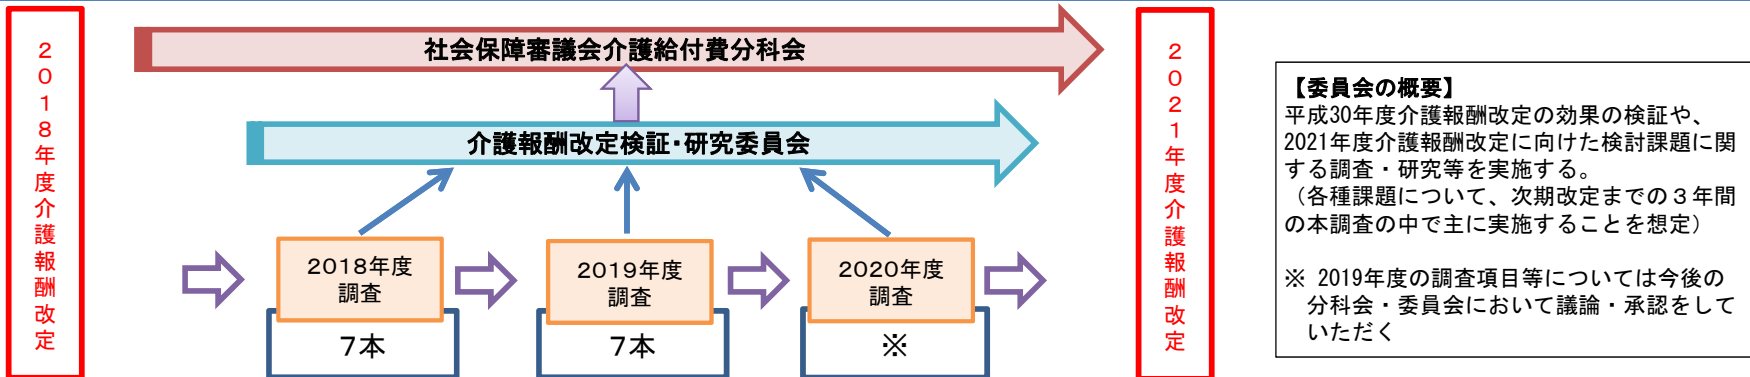 2018年度介護報酬改定
社会保障審議会介護給付費分科会
介護報酬改定検証・研究委員会
2018年度
調査
7本
2019年度
調査
7本
2020年度
調査
※
2021年度介護報酬改定
【委員会の概要】
平成30年度介護報酬改定の効果の検証や、
2021年度介護報酬改定に向けた検討課題に関
する調査・研究等を実施する。
（各種課題について、次期改定までの３年間
の本調査の中で主に実施することを想定）
※ 2019年度の調査項目等については今後の
分科会・委員会において議論・承認をして
いただく